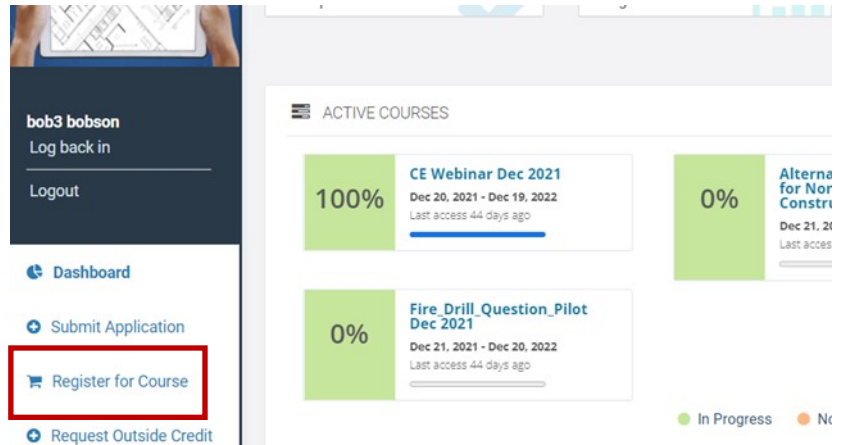 bob3 bobson
Log back in
Logout
Dashboard
Submit Application
Register for Course
Request Outside Credit
ACTIVE COURSES
100%
CE Webinar Dec 2021
Dec 20, 2021 - Dec 19, 2022
Last access 44 days ago
0%
Alterna
for Nor
Constru
Dec 21, 20
Last acces
0%
Fire_Drill_Question_Pilot
Dec 2021
Dec 21, 2021 - Dec 20, 2022
Last access 44 days ago
In Progress